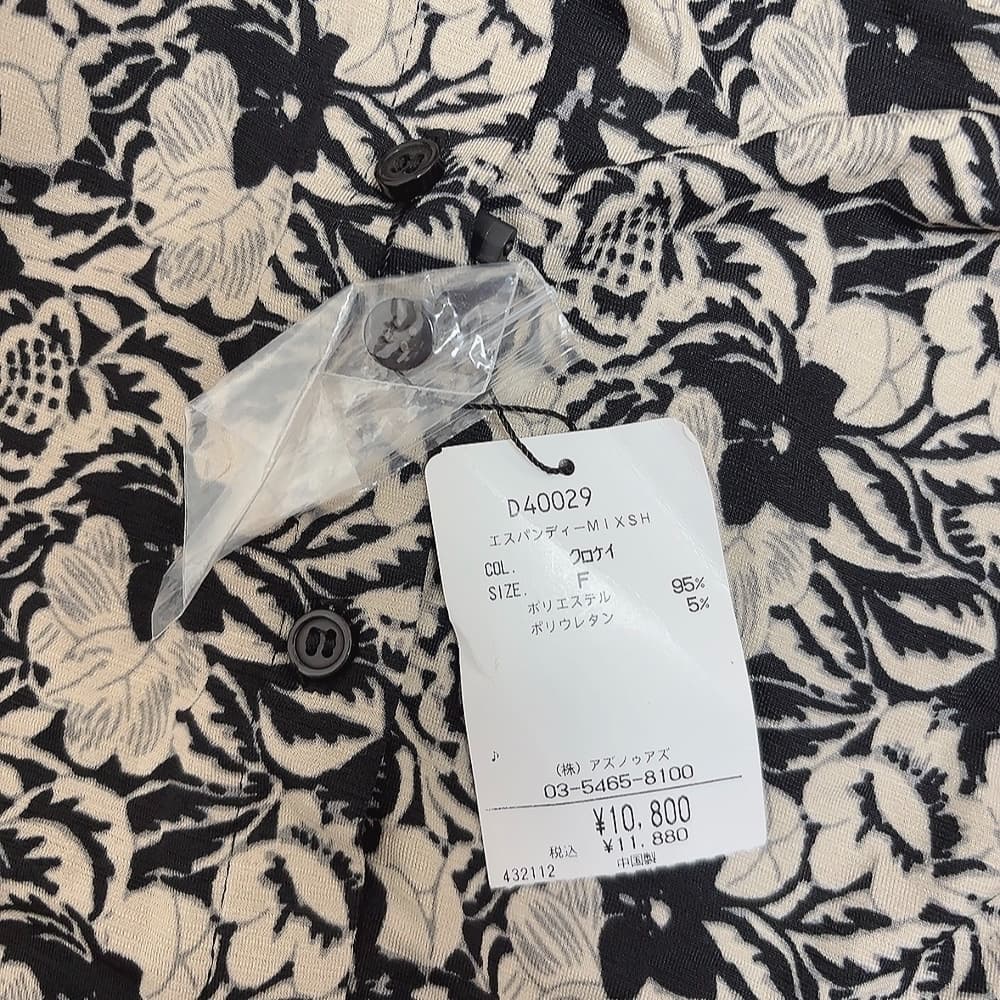 D40029
エスパンディーMIXSH
COL. クロケイ
SIZE. F
ポリエステル 95%
ポリウレタン 5%
♪
(株) アズノゥアズ
03-5465-8100
¥10,800
税込 ¥11,880
432112 中国製